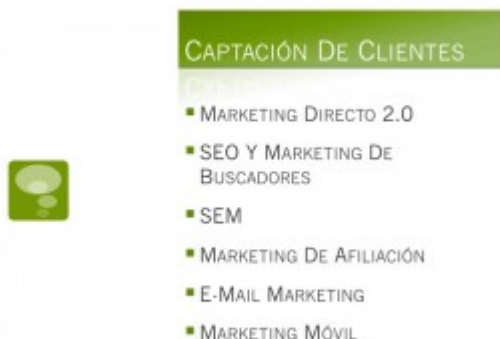 Captación De Clientes
Marketing Directo 2.0
SEO Y Marketing De
Buscadores
SEM
Marketing De Afiliación
E-Mail Marketing
Marketing Móvil